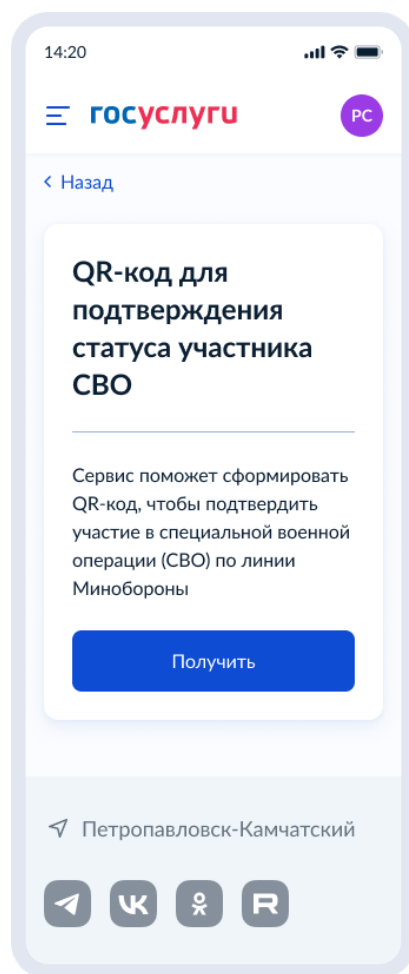 14:20
госуслуги
РС
Назад
QR-код для
подтверждения
статуса участника
СВО
Сервис поможет сформировать
QR-код, чтобы подтвердить
участие в специальной военной
операции (СВО) по линии
Минобороны
Получить
Петропавловск-Камчатский